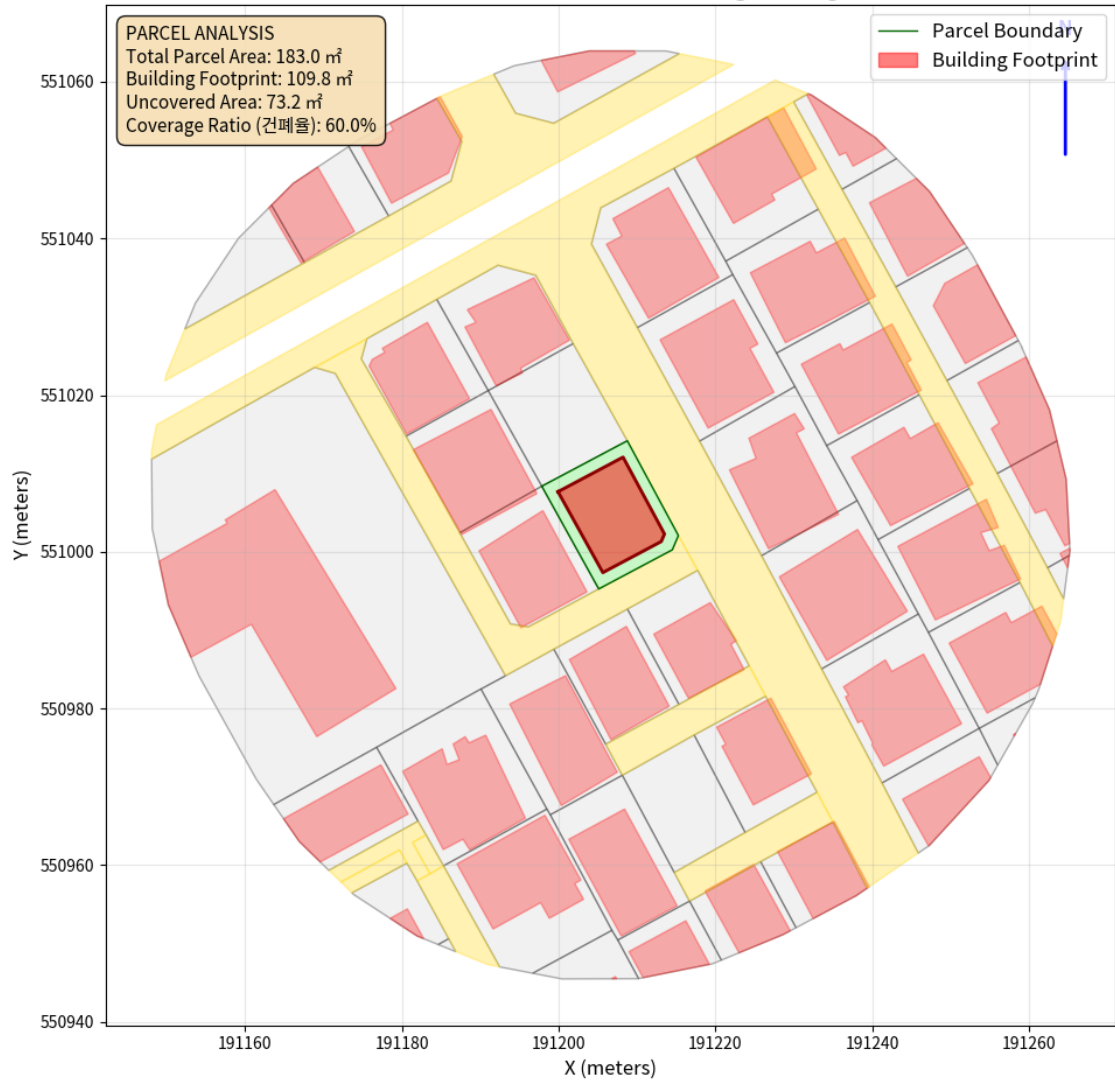 PARCEL ANALYSIS
Total Parcel Area: 183.0 ㎡
Building Footprint: 109.8 ㎡
Uncovered Area: 73.2 ㎡
Coverage Ratio (건폐율): 60.0%
N
Parcel Boundary
Building Footprint
551060
551040
551020
551000
550980
550960
550940
Y (meters)
191160
191180
191200
191220
191240
191260
X (meters)